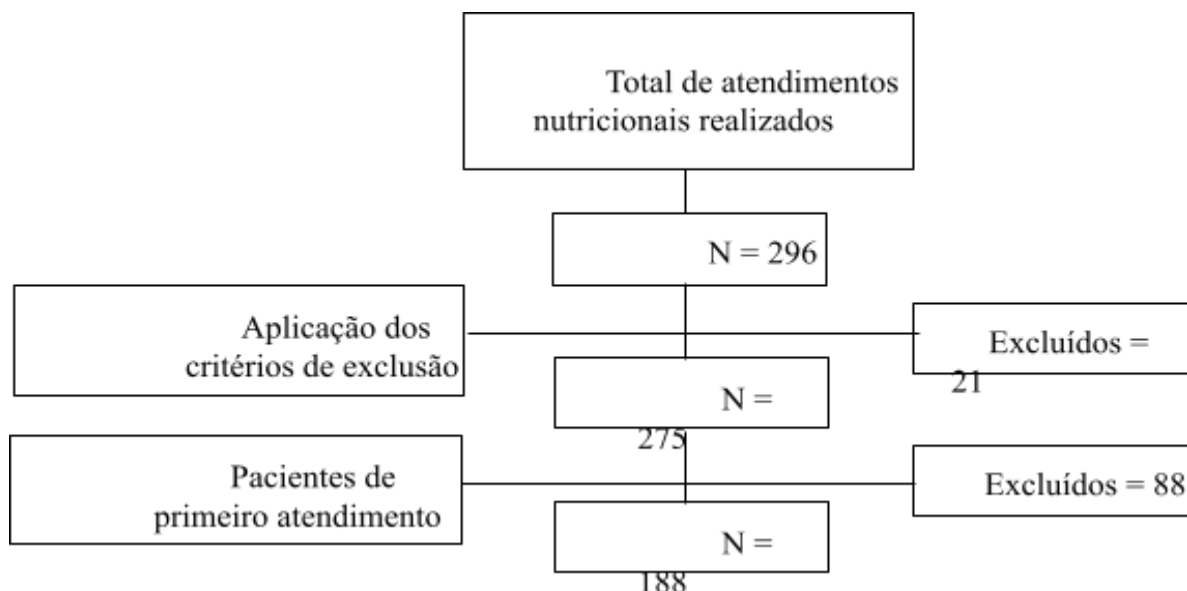 Total de atendimentos
nutricionais realizados
N = 296
Aplicação dos
critérios de exclusão
Excluídos =
21
N =
275
Pacientes de
primeiro atendimento
Excluídos = 88
N =
188